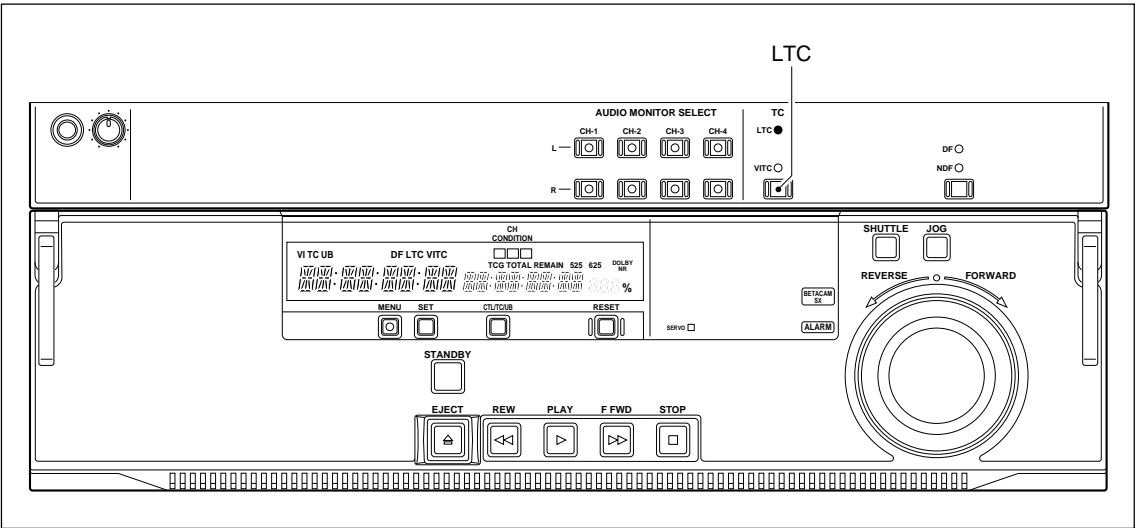 LTC
AUDIO MONITOR SELECT
TC
CH-1 CH-2 CH-3 CH-4
LTC
L
DF
VITC
NDF
R
CH
CONDITION
SHUTTLE JOG
VI TC UB DF LTC VITC
TCG TOTAL REMAIN 525 625 DOLBY
NR
%
REVERSE FORWARD
BETACAM
SX
MENU SET CTL/TC/UB RESET
SERVO
ALARM
STANDBY
EJECT REW PLAY F FWD STOP